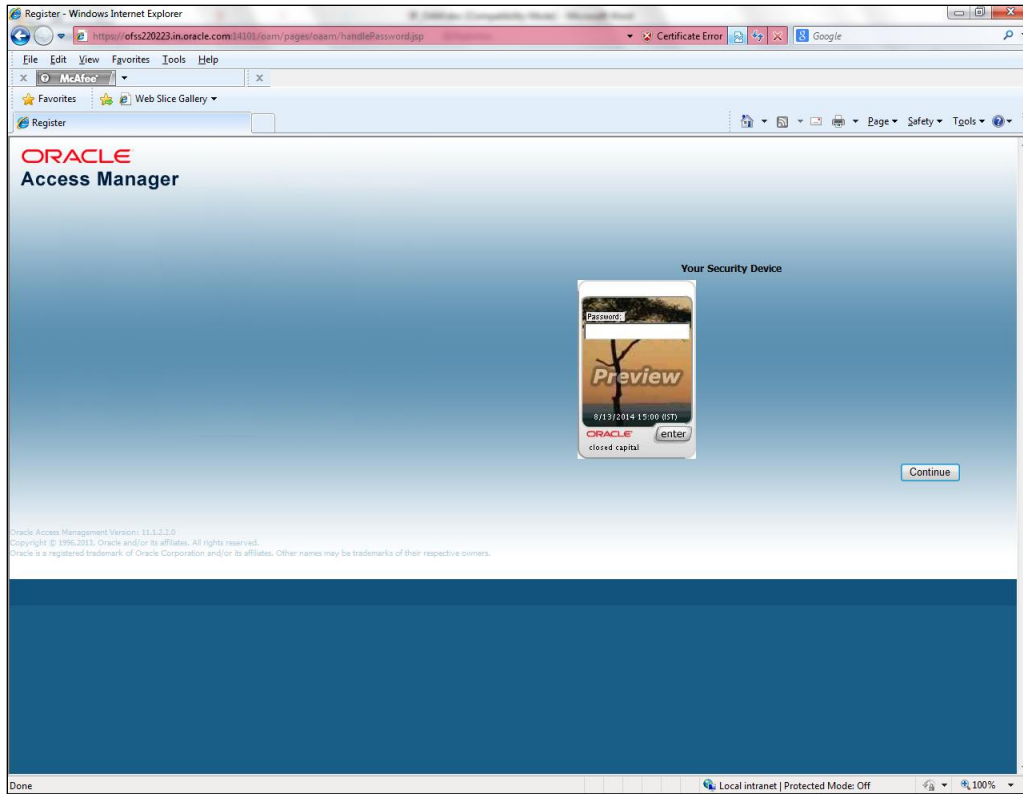 Register - Windows Internet Explorer
https://ofss220223.in.oracle.com:14101/oam/pages/oaam/handlePassword.jsp
Certificate Error
Google
File Edit View Favorites Tools Help
x McAfee x
Favorites Web Slice Gallery
Register
Page Safety Tools
ORACLE
Access Manager
Your Security Device
Password:
Preview
8/13/2014 15:00 (IST)
ORACLE enter
closed capital
Continue
Oracle Access Management Version: 11.1.2.2.0
Copyright © 1996,2013, Oracle and/or its affiliates. All rights reserved.
Oracle is a registered trademark of Oracle Corporation and/or its affiliates. Other names may be trademarks of their respective owners.
Done
Local intranet | Protected Mode: Off
100%